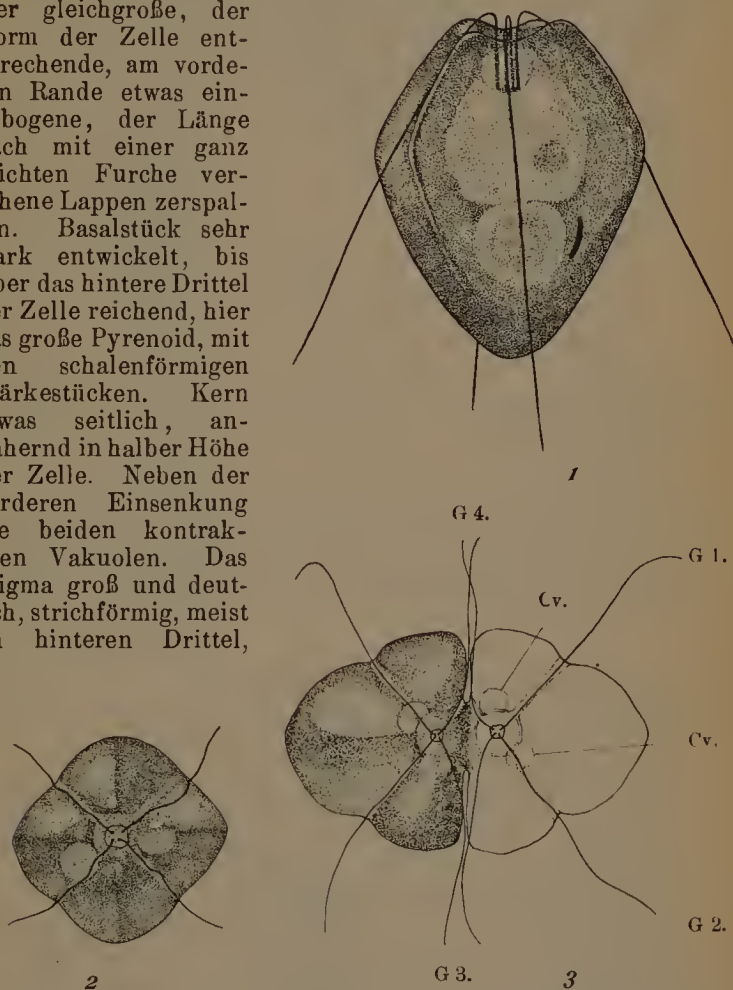 er gleichgroße, der
orm der Zelle ent-
rechende, am vorde-
n Rande etwas ein-
bogene, der Länge
ch mit einer ganz
ichten Furche ver-
hene Lappen zerspal-
n. Basalstück sehr
ark entwickelt, bis
ber das hintere Drittel
er Zelle reichend, hier
s große Pyrenoid, mit
n schalenförmigen
ärkestücken. Kern
was seitlich, an-
hernd in halber Höhe
er Zelle. Neben der
rderen Einsenkung
e beiden kontrak-
en Vakuolen. Das
igma groß und deut-
ch, strichförmig, meist
hinteren Drittel,
1
G 4.
G 1.
Cv.
Cv.
G 2.
G 3.
2
3